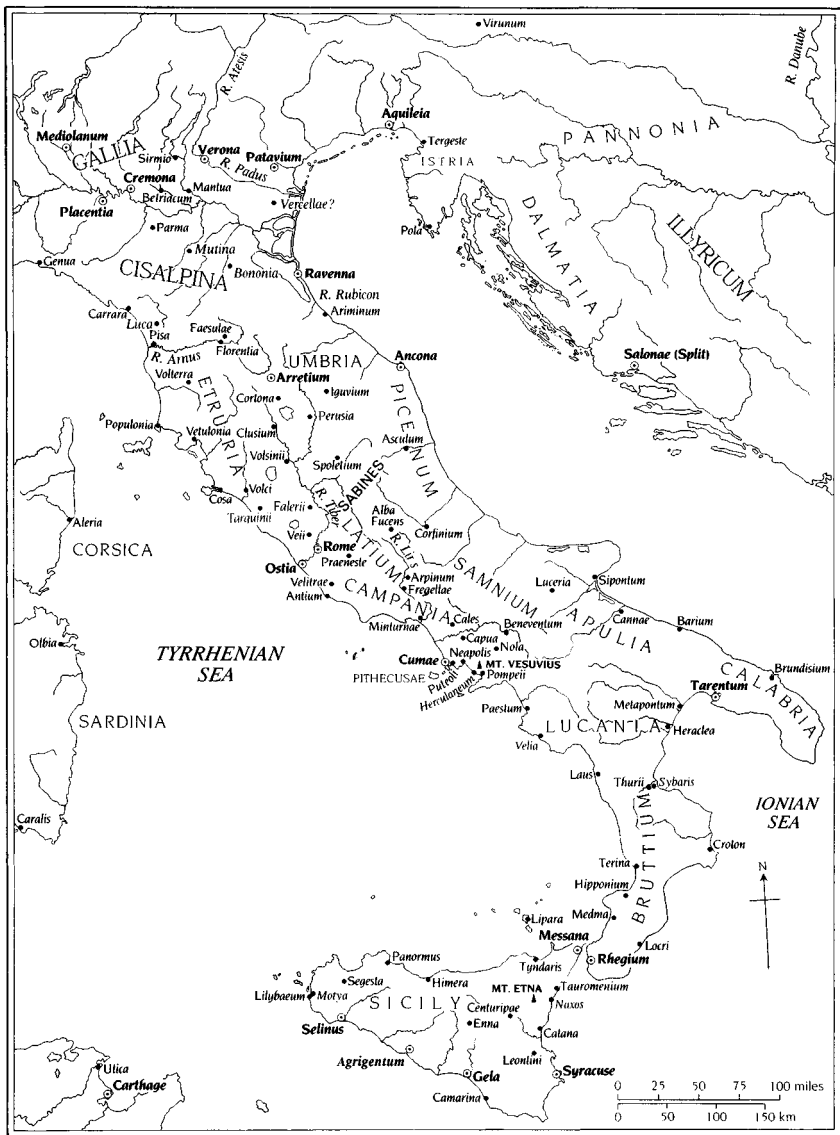 Virunum
R. Danube
R. Atesis
Aquileia
PANNONIA
Mediolanum
GALLIA
Sirmio
Verona
Patavium
Tergeste
ISTRIA
R. Padus
Cremona
Mantua
Betriacum
Placentia
Vercellae?
Parma
DALMATIA
ILLYRICUM
Pola
Mutina
Genua
CISALPINA
Bononia
Ravenna
R. Rubicon
Carrara
Ariminum
Luca
Pisa
Faesulae
Florentia
R. Arnus
UMBRIA
Ancona
Salonae (Split)
Volterra
ETRURIA
Arretium
Cortona
Iguvium
PICENUM
Populonia
Perusia
Vetulonia
Clusium
Asculum
Volsinii
Spoletium
SABINES
Cosa
Volci
R. Tiber
Tarquinii
Falerii
Alba
Fucens
Corfinium
Aleria
CORSICA
Veii
Rome
LATIUM
R. Liris
Ostia
Praeneste
SAMNIUM
Velitrae
Arpinum
Fregellae
Luceria
Sipontum
Antium
CAMPANIA
Cales
Cannae
APULIA
Minturnae
Beneventum
Barium
Olbia
Capua
TYRRHENIAN
SEA
Neapolis
Nola
Cumae
MT. VESUVIUS
PITHECUSAE
Puteoli
Herculaneum
Pompeii
CALABRIA
Brundisium
Tarentum
SARDINIA
Paestum
Metapontum
LUCANIA
Heraclea
Velia
Laus
Thurii
Sybaris
IONIAN
SEA
Caralis
BRUTTIUM
Croton
N
Terina
Hipponium
Lipara
Medma
Messana
Locri
Rhegium
Panormus
Tyndaris
Segesta
Himera
MT. ETNA
Tauromenium
Lilybaeum
Motya
SICILY
Naxos
Centuripae
Enna
Selinus
Catana
Agrigentum
Leontini
Utica
Carthage
Gela
Syracuse
Camarina
0 25 50 75 100 miles
0 50 100 150 km